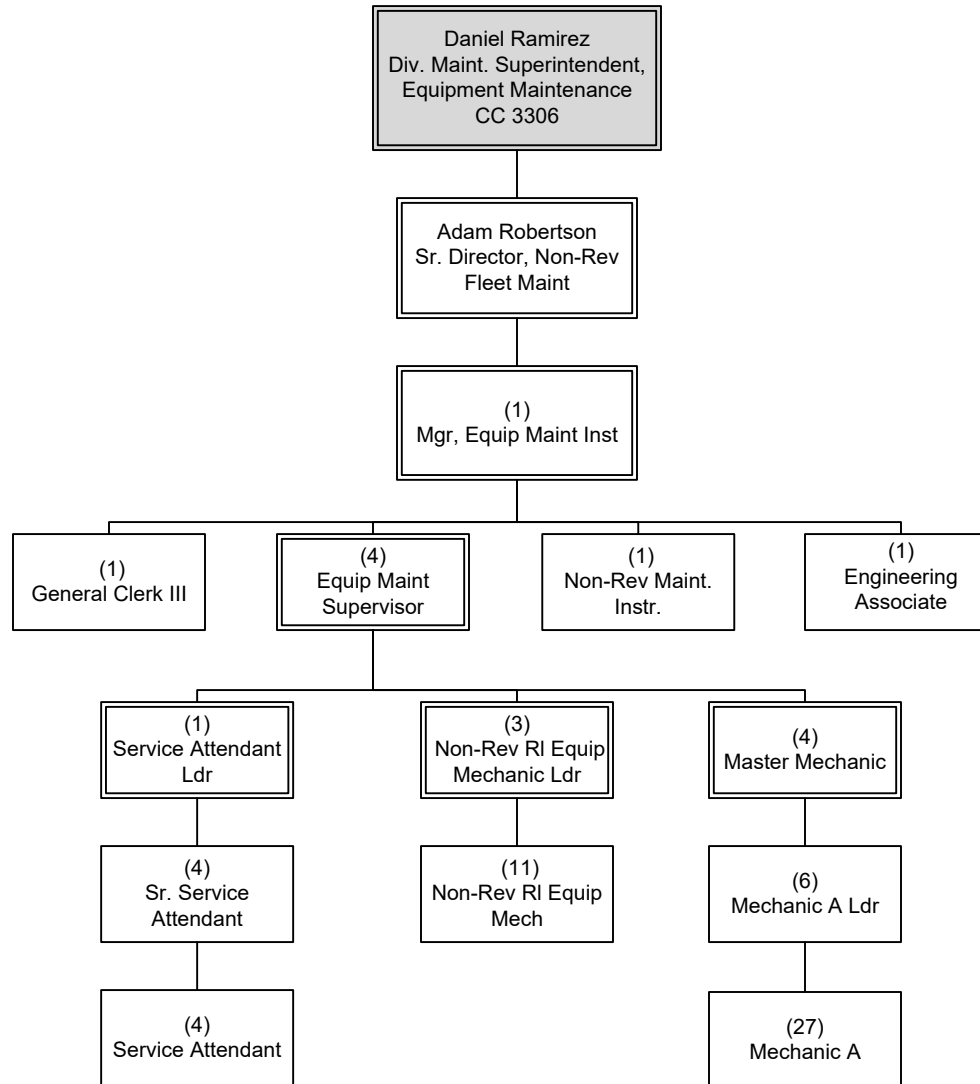 Daniel Ramirez
Div. Maint. Superintendent,
Equipment Maintenance
CC 3306
Adam Robertson
Sr. Director, Non-Rev
Fleet Maint
(1)
Mgr, Equip Maint Inst
(1)
General Clerk III
(4)
Equip Maint
Supervisor
(1)
Non-Rev Maint.
Instr.
(1)
Engineering
Associate
(1)
Service Attendant
Ldr
(3)
Non-Rev Rl Equip
Mechanic Ldr
(4)
Master Mechanic
(4)
Sr. Service
Attendant
(11)
Non-Rev Rl Equip
Mech
(6)
Mechanic A Ldr
(4)
Service Attendant
(27)
Mechanic A